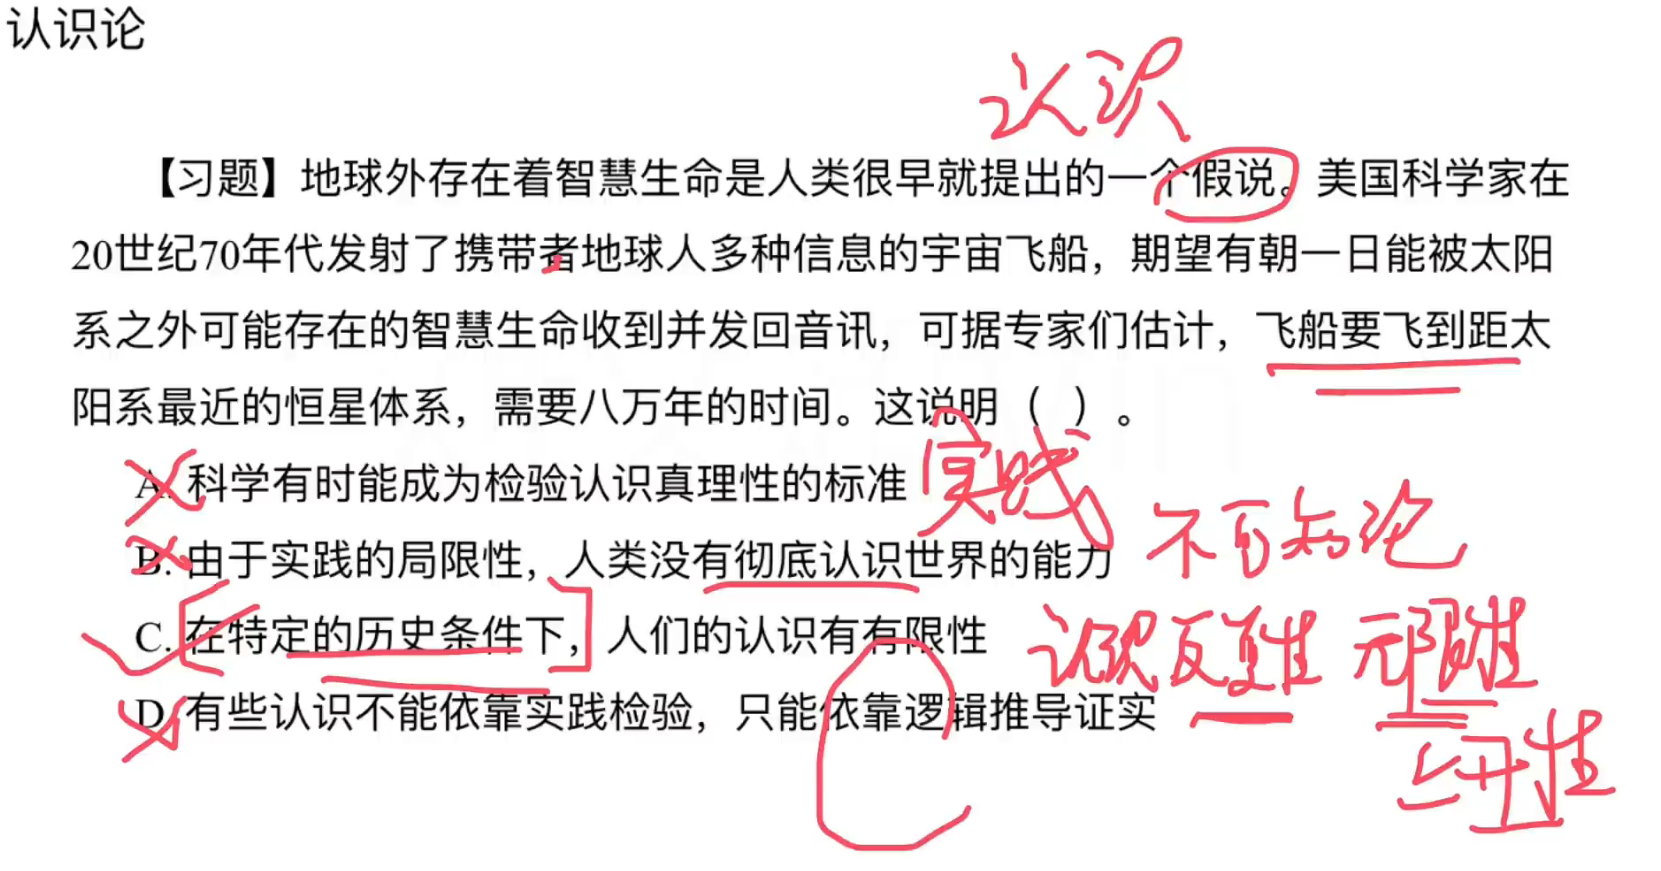 认识论
认识
【习题】地球外存在着智慧生命是人类很早就提出的一个假说。美国科学家在
20世纪70年代发射了携带者地球人多种信息的宇宙飞船，期望有朝一日能被太阳
系之外可能存在的智慧生命收到并发回音讯，可据专家们估计，飞船要飞到距太
阳系最近的恒星体系，需要八万年的时间。这说明（ ）。
A. 科学有时能成为检验认识真理性的标准 实践
B. 由于实践的局限性，人类没有彻底认识世界的能力 不可知论
C. 在特定的历史条件下，人们的认识有有限性 认识反复性 无限性
D. 有些认识不能依靠实践检验，只能依靠逻辑推导证实
上升性
C